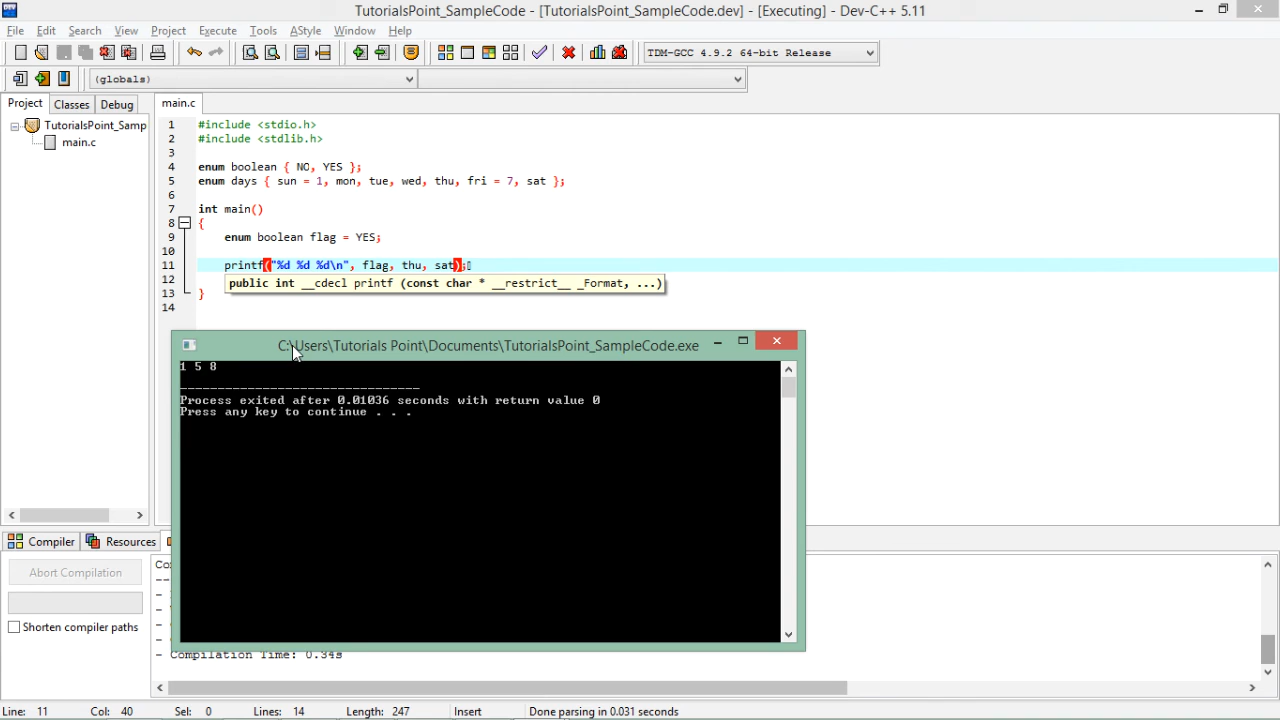 TutorialsPoint_SampleCode - [TutorialsPoint_SampleCode.dev] - [Executing] - Dev-C++ 5.11
File Edit Search View Project Execute Tools AStyle Window Help
TDM-GCC 4.9.2 64-bit Release
(globals)
Project Classes Debug
main.c
TutorialsPoint_Samp
main.c
1 #include <stdio.h>
2 #include <stdlib.h>
3
4 enum boolean { NO, YES };
5 enum days { sun = 1, mon, tue, wed, thu, fri = 7, sat };
6
7 int main()
8 {
9 enum boolean flag = YES;
10
11 printf("%d %d %d\n", flag, thu, sat);
12 public int __cdecl printf (const char * __restrict__ _Format, ...)
13 }
14
C:\Users\Tutorials Point\Documents\TutorialsPoint_SampleCode.exe
1 5 8
--------------------------------
Process exited after 0.01036 seconds with return value 0
Press any key to continue . . .
Compiler Resources
Abort Compilation
Shorten compiler paths
- Compilation Time: 0.34s
Line: 11 Col: 40 Sel: 0 Lines: 14 Length: 247 Insert Done parsing in 0.031 seconds